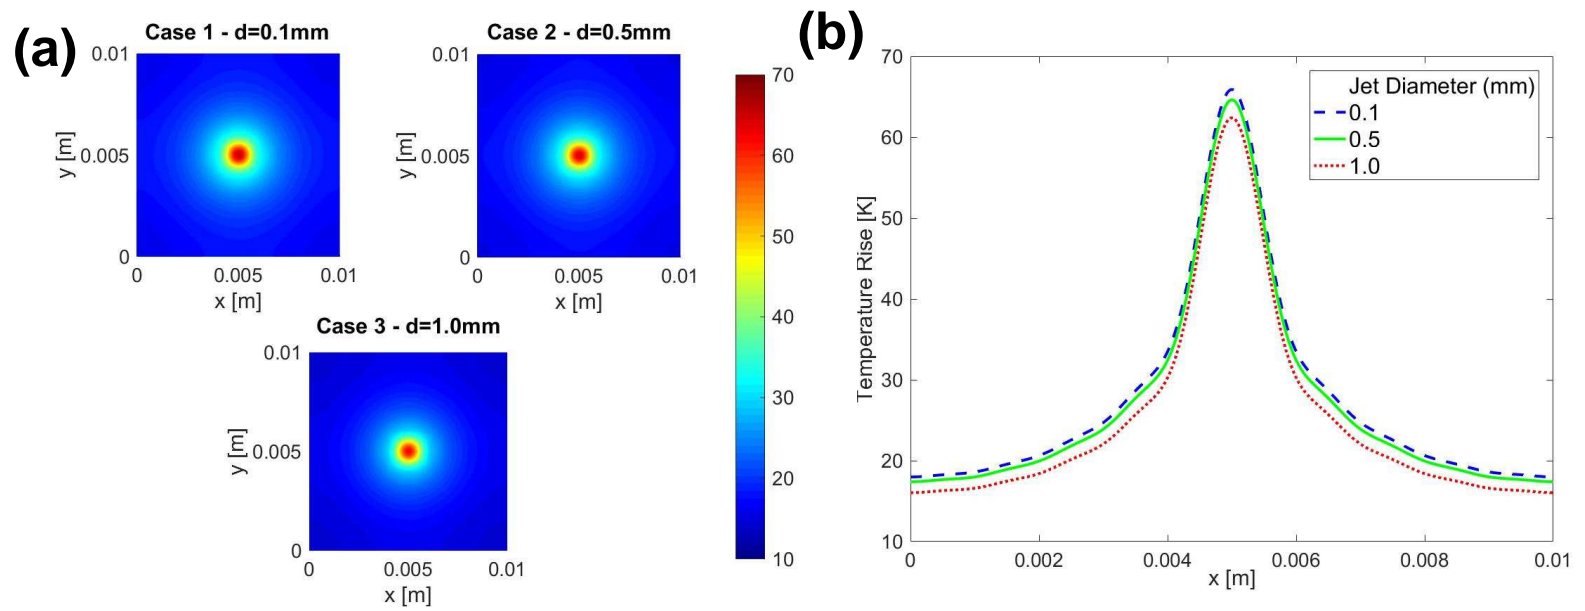 (a)
Case 1 - d=0.1mm
0.01
y [m]
0.005
0
0 0.005 0.01
x [m]
Case 2 - d=0.5mm
0.01
y [m]
0.005
0
0 0.005 0.01
x [m]
Case 3 - d=1.0mm
0.01
y [m]
0.005
0
0 0.005 0.01
x [m]
70
60
50
40
30
20
10
(b)
70
60
50
40
30
20
10
Temperature Rise [K]
Jet Diameter (mm)
0.1
0.5
1.0
0 0.002 0.004 0.006 0.008 0.01
x [m]